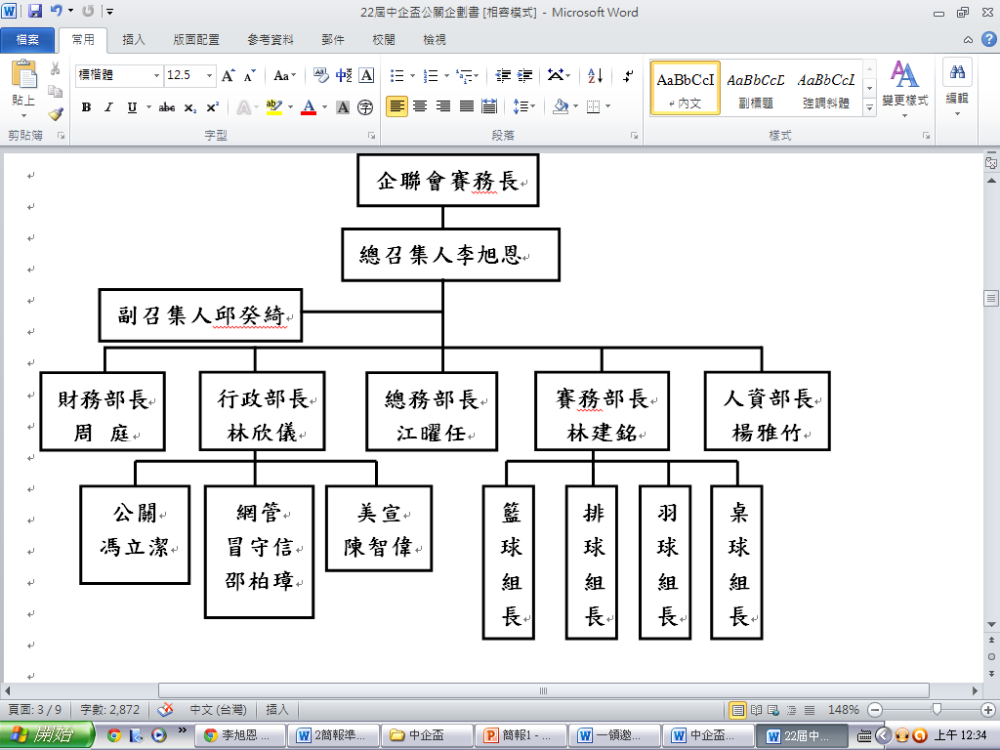 22屆中企盃公關企劃書 [相容模式] - Microsoft Word
檔案 常用 插入 版面配置 參考資料 郵件 校閱 檢視
貼上
標楷體 12.5
AaBbCcI AaBbCcD AaBbCcI
內文 副標題 強調斜體
變更樣式
編輯
剪貼簿 字型 段落 樣式
企聯會賽務長
總召集人李旭恩
副召集人邱癸綺
財務部長
周 庭
行政部長
林欣儀
總務部長
江曜任
賽務部長
林建銘
人資部長
楊雅竹
公關
馮立潔
網管
冒守信
邵柏瑋
美宣
陳智偉
籃球組長
排球組長
羽球組長
桌球組長
頁面: 3 / 9 字數: 2,872 中文 (台灣) 插入 148%
開始 李旭恩 ... 2簡報準... 中企盃 簡報1 - ... 一領邀... 中企盃... 22屆中... 上午 12:34